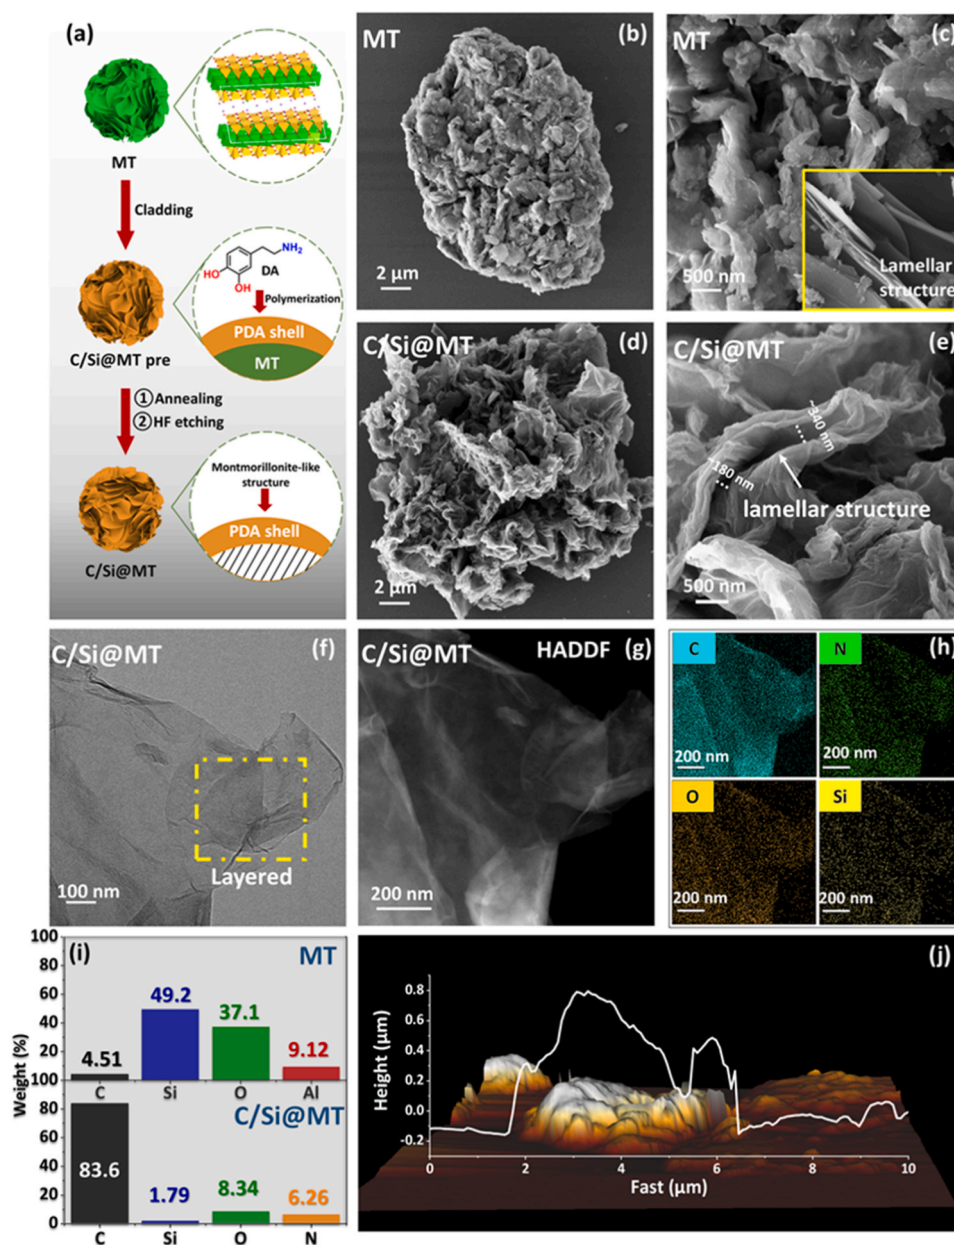 (a)
MT
Cladding
NH₂
DA
HO
OH
Polymerization
PDA shell
MT
C/Si@MT pre
① Annealing
② HF etching
Montmorillonite-like
structure
PDA shell
C/Si@MT
MT
(b)
2 μm
MT
(c)
500 nm
Lamellar
structure
C/Si@MT
(d)
2 μm
C/Si@MT
(e)
~340 nm
~180 nm
lamellar structure
500 nm
C/Si@MT
(f)
Layered
100 nm
C/Si@MT
HADDF
(g)
200 nm
C
N
(h)
200 nm
200 nm
O
Si
200 nm
200 nm
(i)
MT
Weight (%)
100
80
60
40
20
4.51
49.2
37.1
9.12
C
Si
O
Al
C/Si@MT
100
80
60
40
20
0
83.6
1.79
8.34
6.26
C
Si
O
N
(j)
Height (μm)
0.8
0.6
0.4
0.2
0.0
-0.2
0
2
4
6
8
10
Fast (μm)